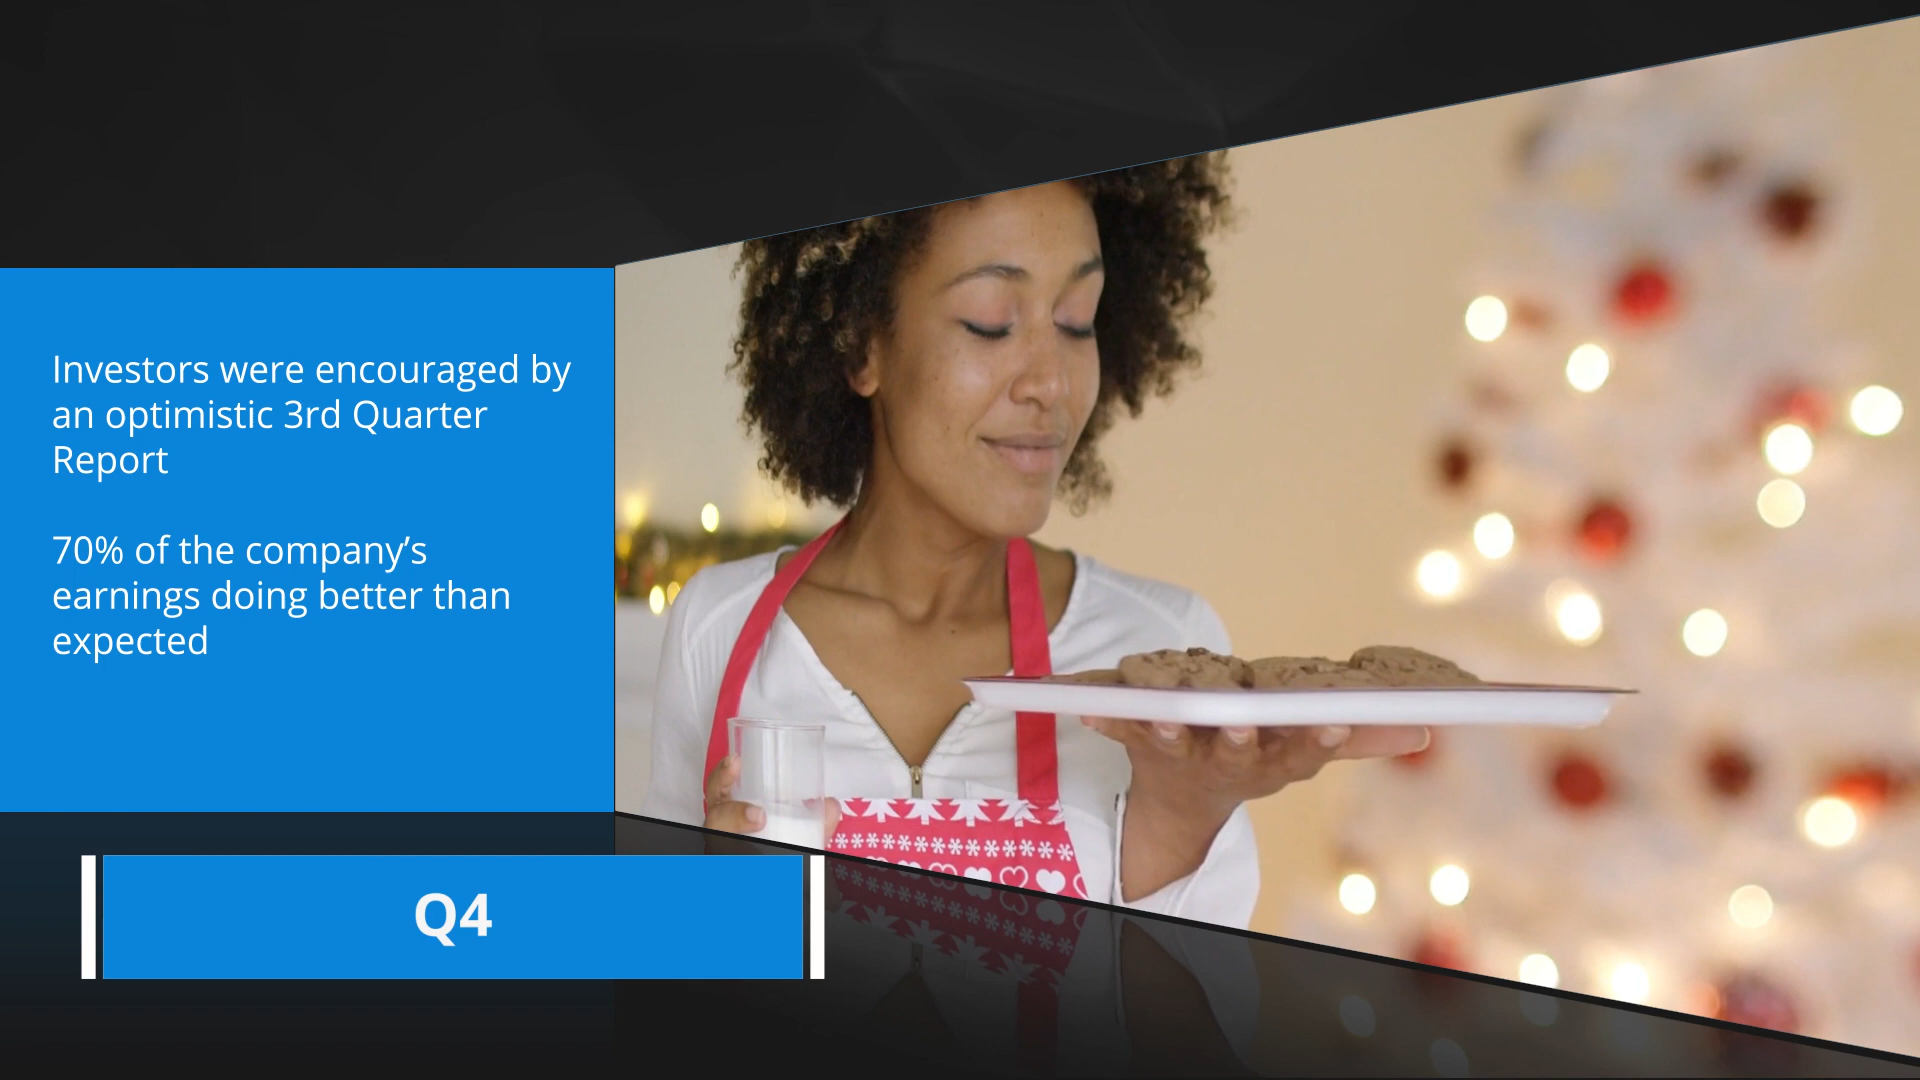 Investors were encouraged by
an optimistic 3rd Quarter
Report
70% of the company’s
earnings doing better than
expected
Q4